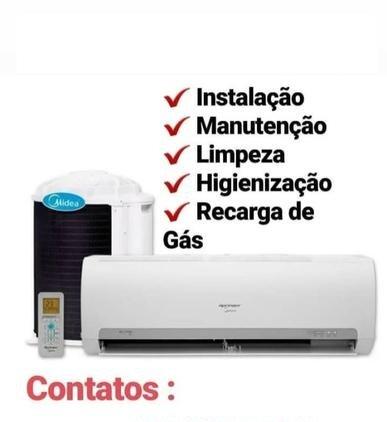 Instalação
Manutenção
Limpeza
Higienização
Recarga de
Gás
Midea
Contatos :